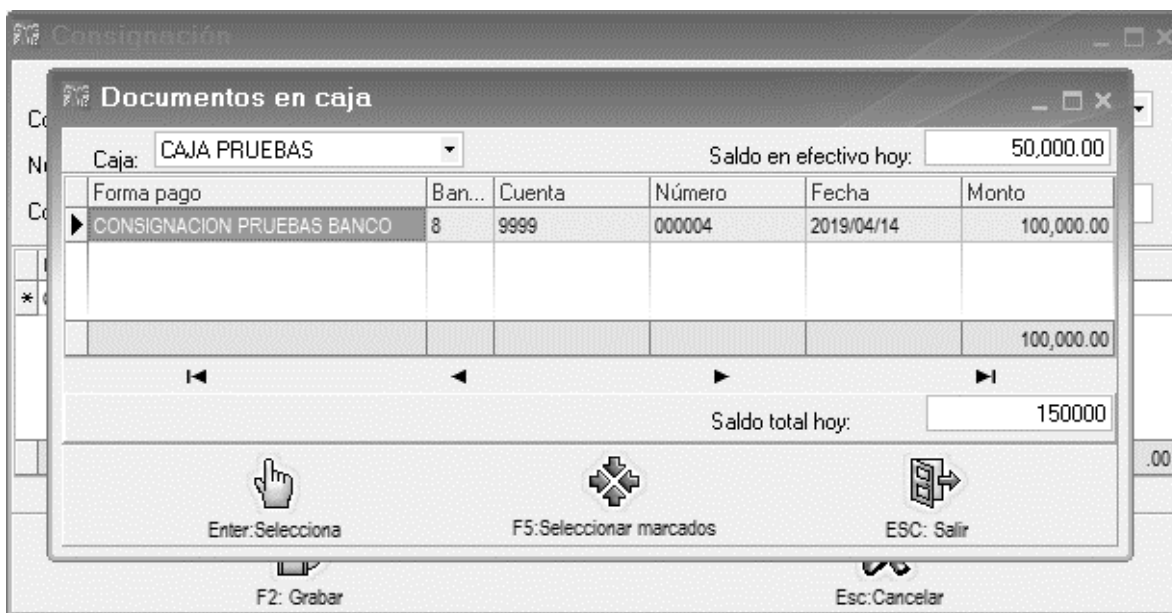 Consignación
Documentos en caja
Caja: CAJA PRUEBAS Saldo en efectivo hoy: 50,000.00
Forma pago Ban... Cuenta Número Fecha Monto
CONSIGNACION PRUEBAS BANCO 8 9999 000004 2019/04/14 100,000.00
100,000.00
Saldo total hoy: 150000
.00
Enter:Selecciona F5:Seleccionar marcados ESC: Salir
F2: Grabar Esc:Cancelar